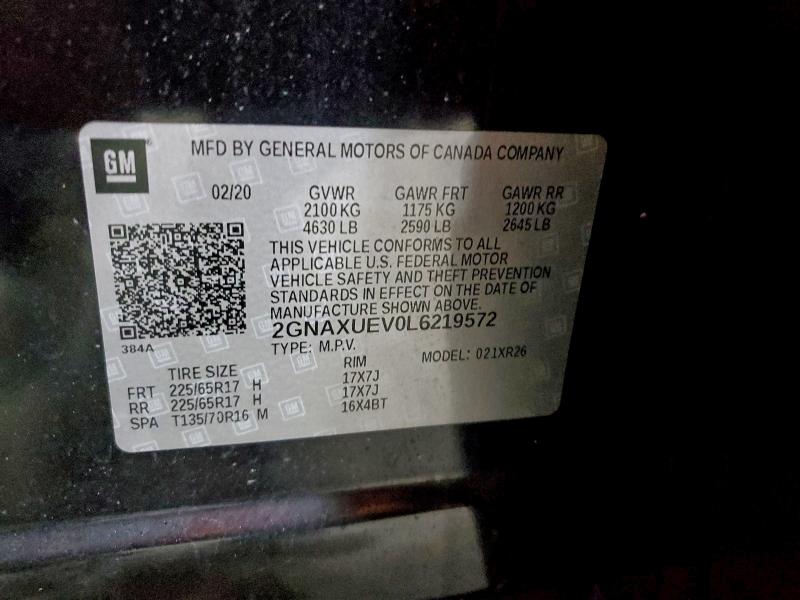 GM
MFD BY GENERAL MOTORS OF CANADA COMPANY
02/20 GVWR GAWR FRT GAWR RR
2100 KG 1175 KG 1200 KG
4630 LB 2590 LB 2645 LB
THIS VEHICLE CONFORMS TO ALL
APPLICABLE U.S. FEDERAL MOTOR
VEHICLE SAFETY AND THEFT PREVENTION
STANDARDS IN EFFECT ON THE DATE OF
MANUFACTURE SHOWN ABOVE.
2GNAXUEV0L6219572
384A TYPE: M.P.V. MODEL: 021XR26
TIRE SIZE RIM
FRT 225/65R17 H 17X7J
RR 225/65R17 H 17X7J
SPA T135/70R16 M 16X4BT